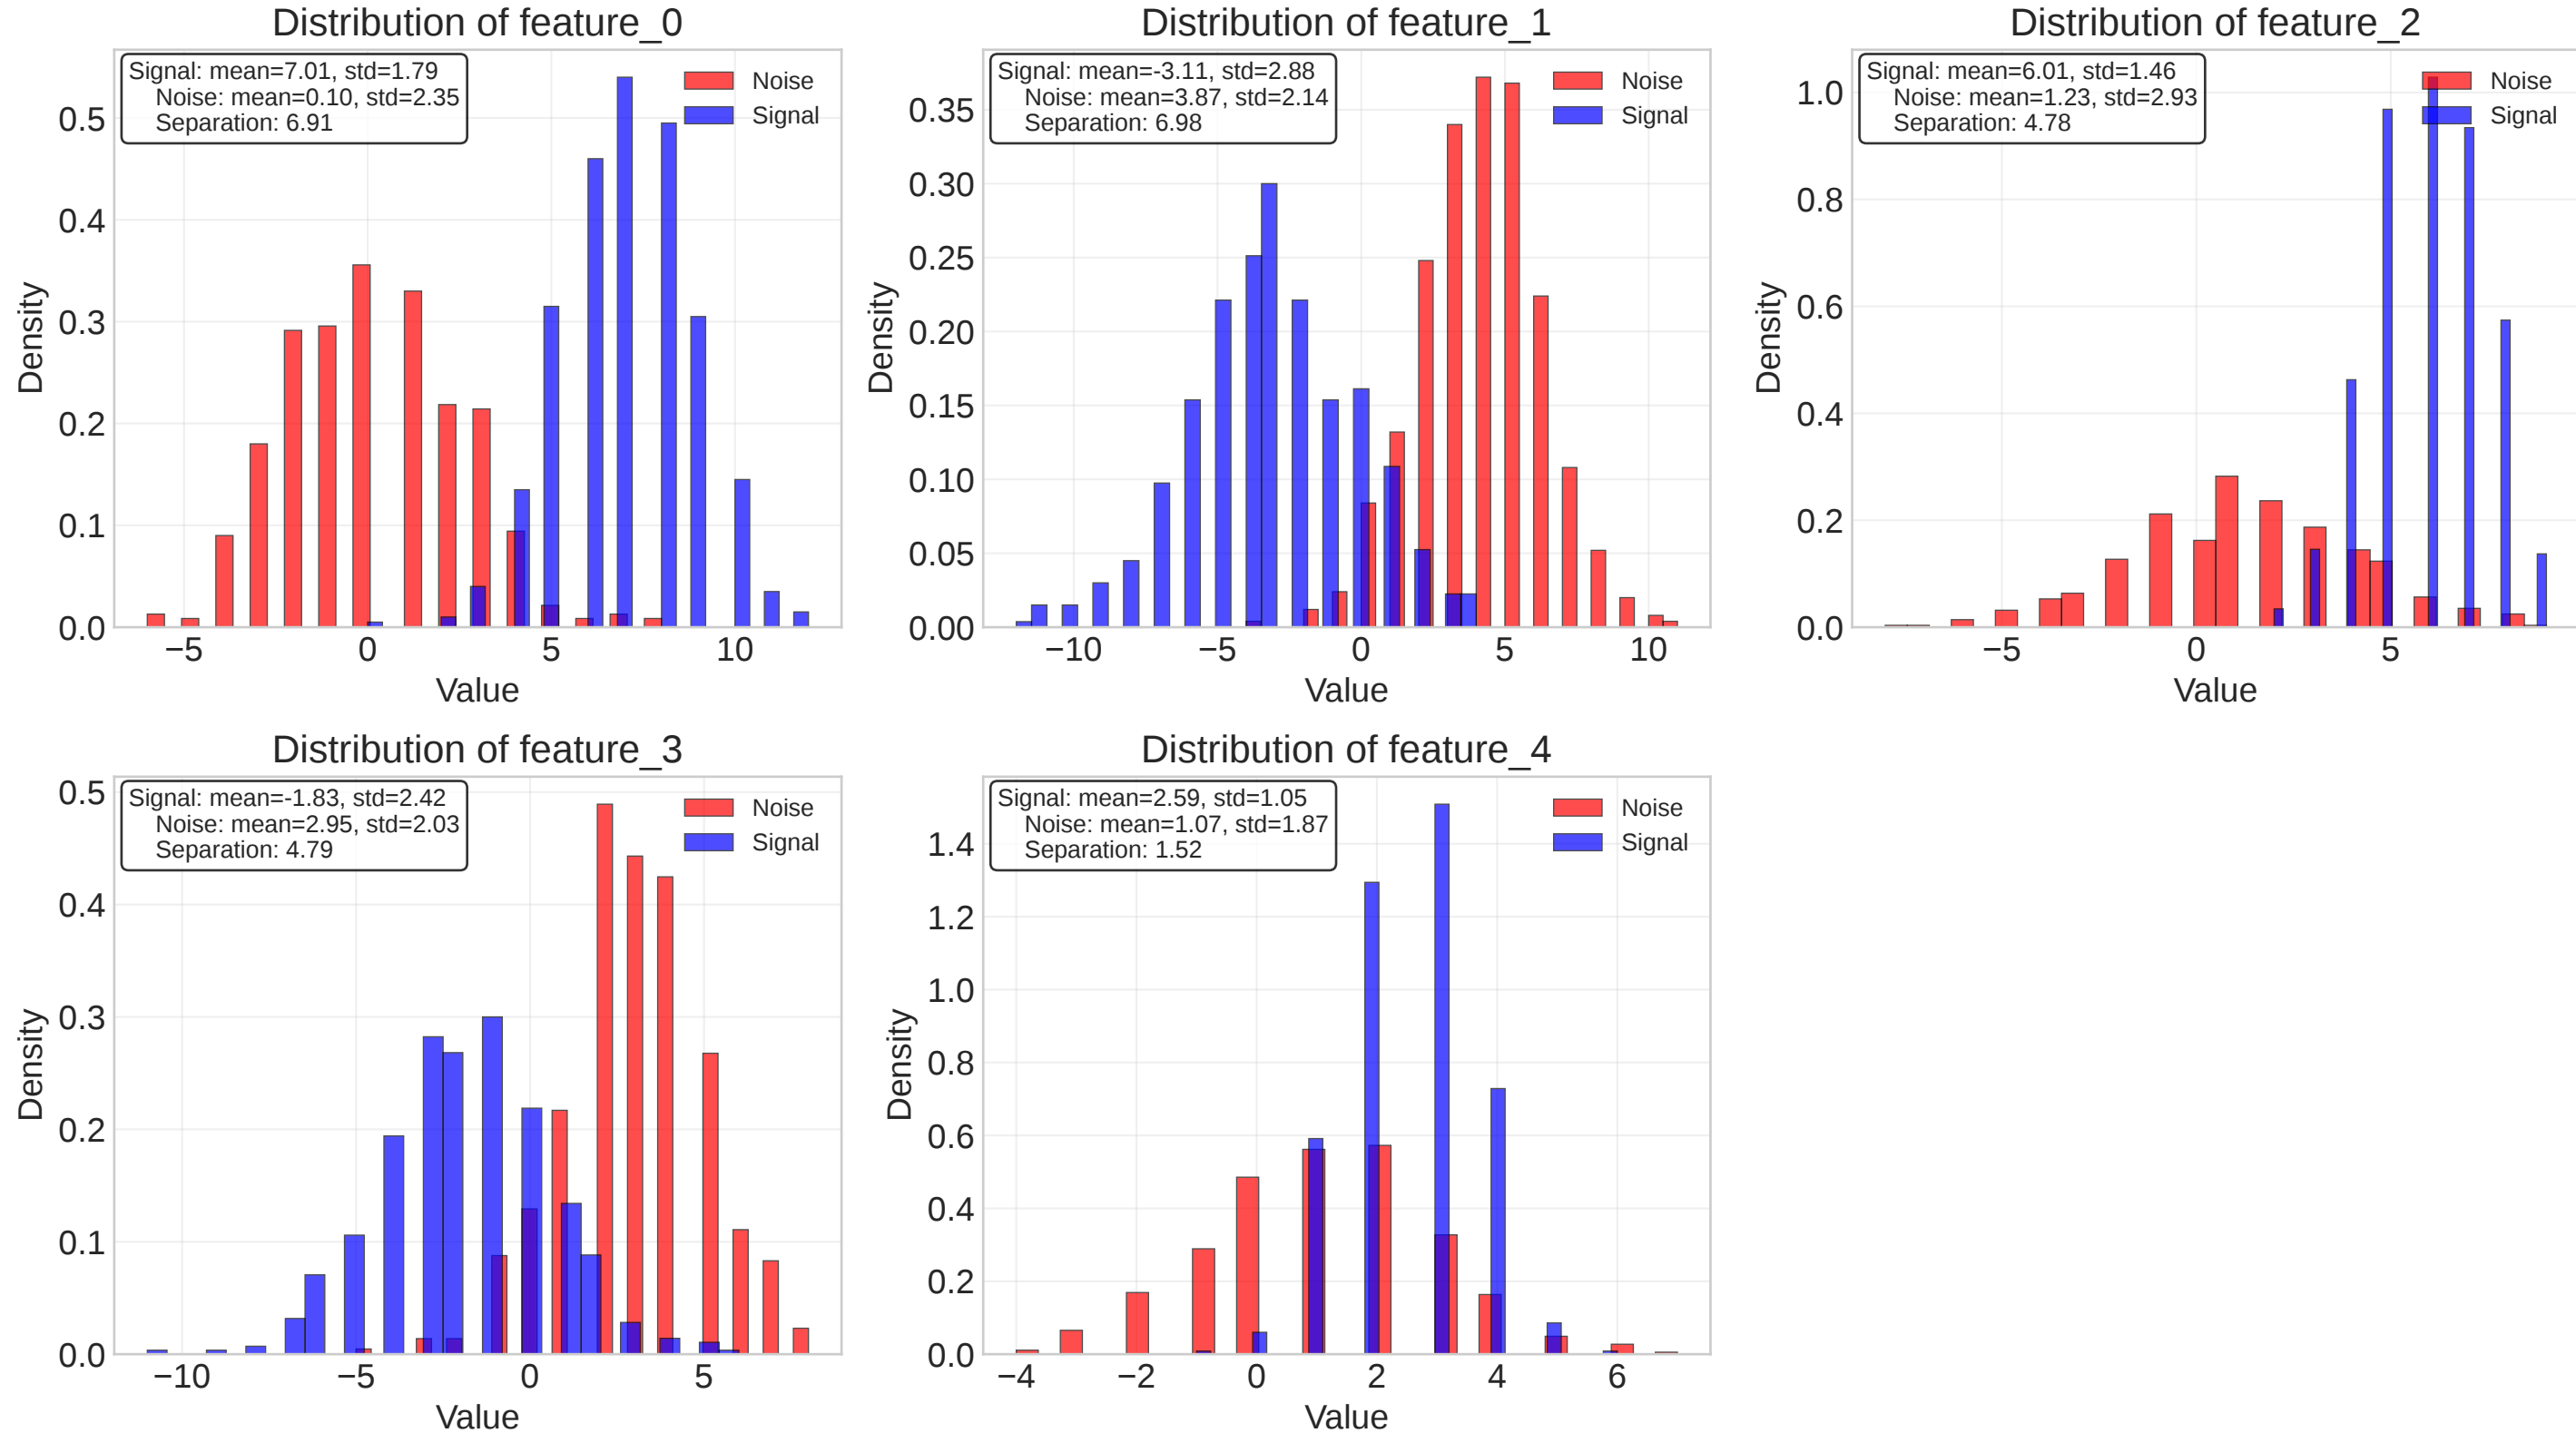 Distribution of feature_0
Signal: mean=7.01, std=1.79
Noise: mean=0.10, std=2.35
Separation: 6.91
Noise
Signal
Density
0.5
0.4
0.3
0.2
0.1
0.0
−5
0
5
10
Value
Distribution of feature_1
Signal: mean=-3.11, std=2.88
Noise: mean=3.87, std=2.14
Separation: 6.98
Noise
Signal
Density
0.35
0.30
0.25
0.20
0.15
0.10
0.05
0.00
−10
−5
0
5
10
Value
Distribution of feature_2
Signal: mean=6.01, std=1.46
Noise: mean=1.23, std=2.93
Separation: 4.78
Noise
Signal
Density
1.0
0.8
0.6
0.4
0.2
0.0
−5
0
5
Value
Distribution of feature_3
Signal: mean=-1.83, std=2.42
Noise: mean=2.95, std=2.03
Separation: 4.79
Noise
Signal
Density
0.5
0.4
0.3
0.2
0.1
0.0
−10
−5
0
5
Value
Distribution of feature_4
Signal: mean=2.59, std=1.05
Noise: mean=1.07, std=1.87
Separation: 1.52
Noise
Signal
Density
1.4
1.2
1.0
0.8
0.6
0.4
0.2
0.0
−4
−2
0
2
4
6
Value